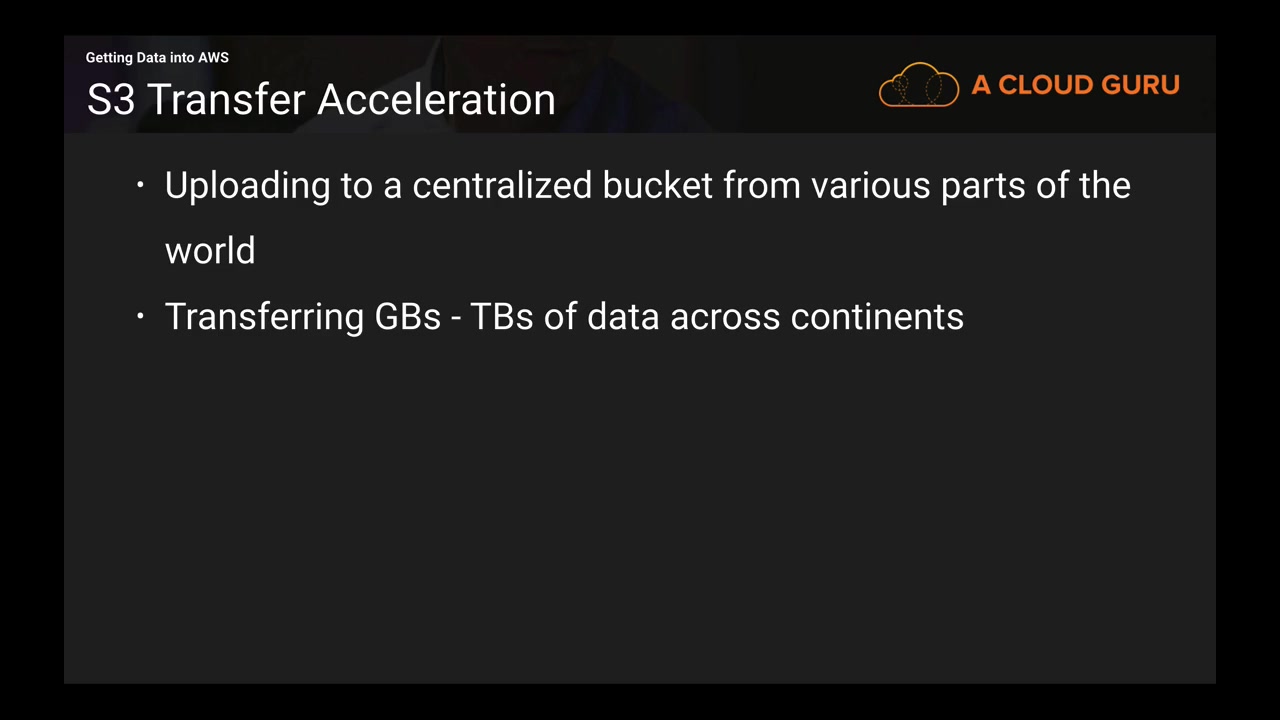 Getting Data into AWS
S3 Transfer Acceleration
A CLOUD GURU
• Uploading to a centralized bucket from various parts of the
world
• Transferring GBs - TBs of data across continents